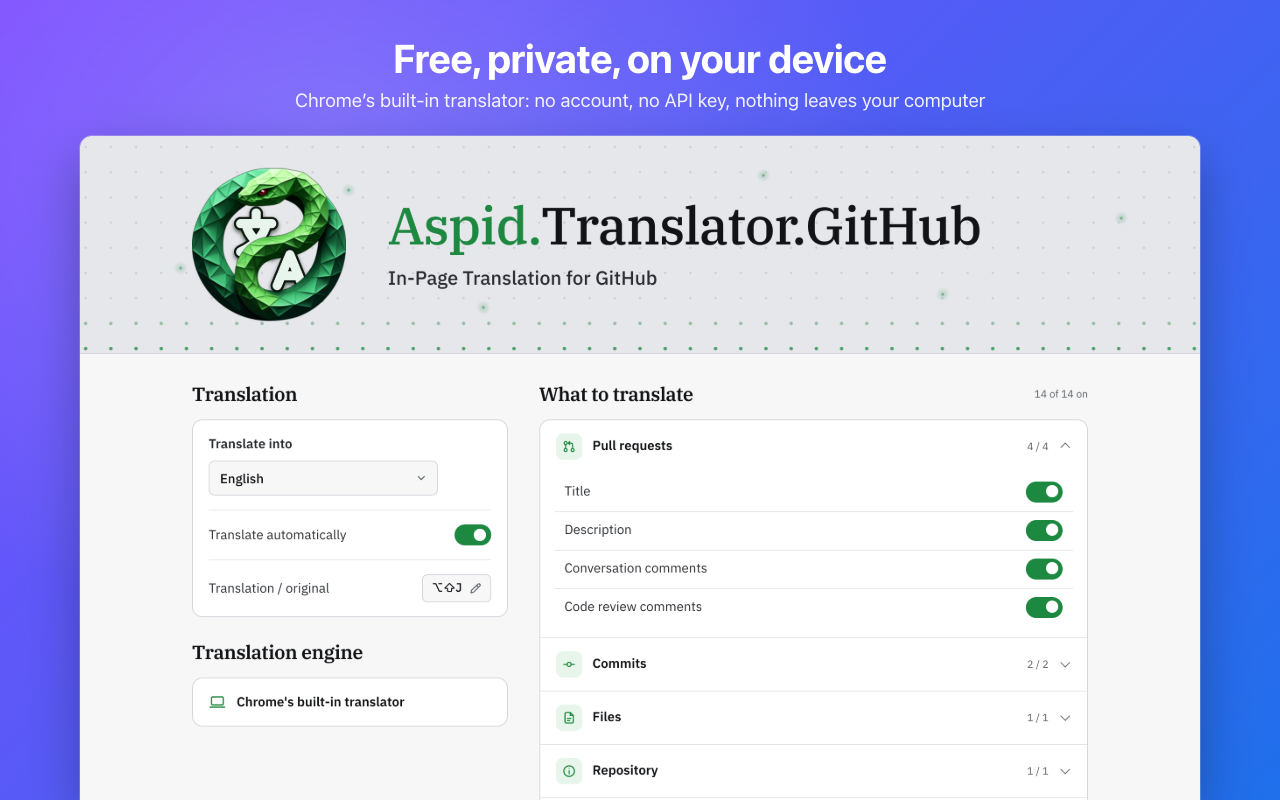 Free, private, on your device
Chrome’s built-in translator: no account, no API key, nothing leaves your computer
文
A
Aspid.Translator.GitHub
In-Page Translation for GitHub
Translation
Translate into
English
Translate automatically
Translation / original
⌥⇧J
Translation engine
Chrome's built-in translator
What to translate
14 of 14 on
Pull requests
4 / 4
Title
Description
Conversation comments
Code review comments
Commits
2 / 2
Files
1 / 1
Repository
1 / 1